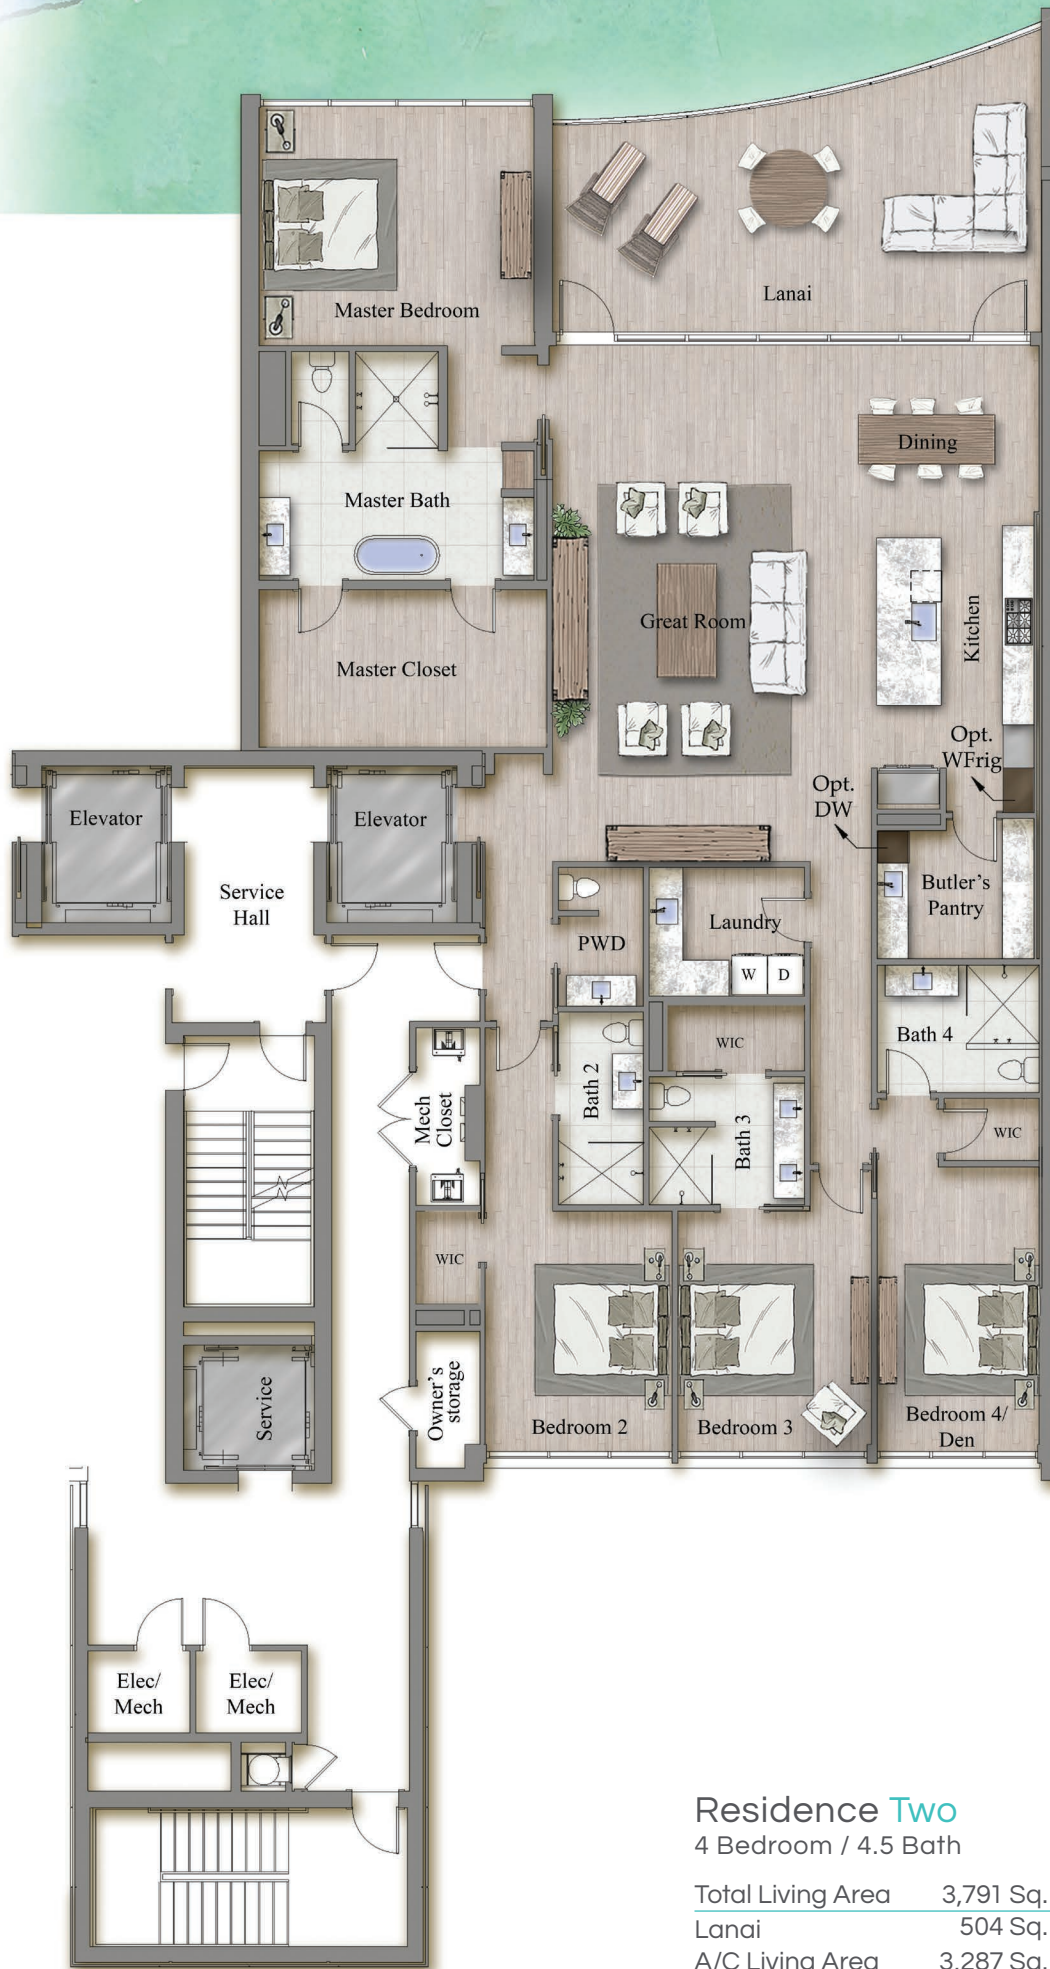 Master Bedroom
Lanai
Dining
Master Bath
Great Room
Kitchen
Master Closet
Opt.
WFrig
Opt.
DW
Elevator
Elevator
Service
Hall
Butler's
Pantry
PWD
Laundry
W
D
WIC
Bath 4
Bath 2
Mech
Closet
Bath 3
WIC
WIC
Owner's
storage
Service
Bedroom 2
Bedroom 3
Bedroom 4/
Den
Elec/
Mech
Elec/
Mech
Residence Two
4 Bedroom / 4.5 Bath
Total Living Area 3,791 Sq.
Lanai 504 Sq.
A/C Living Area 3,287 Sq.